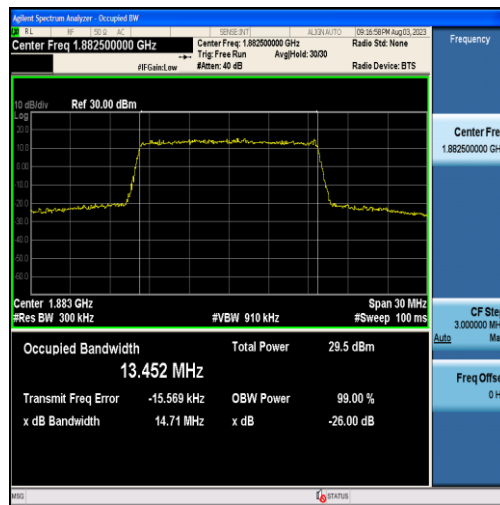 Agilent Spectrum Analyzer - Occupied BW
RL RF 50 Ω AC SENSE:INT ALIGN AUTO 09:16:58PM Aug 03, 2023
Center Freq 1.882500000 GHz
Center Freq: 1.882500000 GHz
Radio Std: None
Trig: Free Run
Avg|Hold: 30/30
#IFGain:Low
#Atten: 40 dB
Radio Device: BTS
10 dB/div
Ref 30.00 dBm
Log
20.0
10.0
0.00
-10.0
-20.0
-30.0
-40.0
-50.0
-60.0
Center 1.883 GHz
Span 30 MHz
#Res BW 300 kHz
#VBW 910 kHz
#Sweep 100 ms
Occupied Bandwidth
Total Power
29.5 dBm
13.452 MHz
Transmit Freq Error
-15.569 kHz
OBW Power
99.00 %
x dB Bandwidth
14.71 MHz
x dB
-26.00 dB
MSG
STATUS
Frequency
Center Fre
1.882500000 GH
CF Ste
3.000000 MH
Auto Ma
Freq Offse
0 H